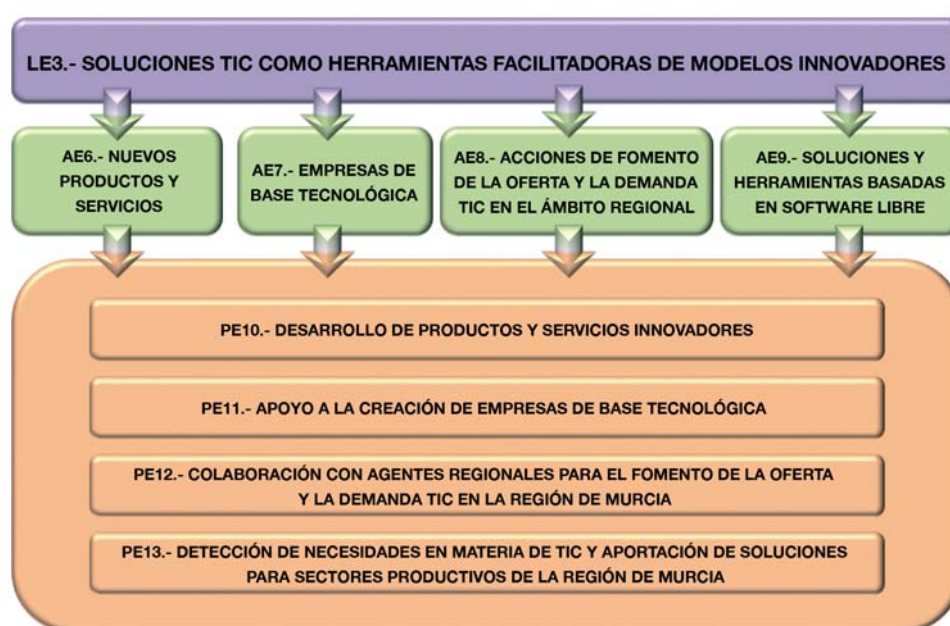 LE3.- SOLUCIONES TIC COMO HERRAMIENTAS FACILITADORAS DE MODELOS INNOVADORES
AE6.- NUEVOS
PRODUCTOS Y
SERVICIOS
AE7.- EMPRESAS DE
BASE TECNOLÓGICA
AE8.- ACCIONES DE FOMENTO
DE LA OFERTA Y LA DEMANDA
TIC EN EL ÁMBITO REGIONAL
AE9.- SOLUCIONES Y
HERRAMIENTAS BASADAS
EN SOFTWARE LIBRE
PE10.- DESARROLLO DE PRODUCTOS Y SERVICIOS INNOVADORES
PE11.- APOYO A LA CREACIÓN DE EMPRESAS DE BASE TECNOLÓGICA
PE12.- COLABORACIÓN CON AGENTES REGIONALES PARA EL FOMENTO DE LA OFERTA
Y LA DEMANDA TIC EN LA REGIÓN DE MURCIA
PE13.- DETECCIÓN DE NECESIDADES EN MATERIA DE TIC Y APORTACIÓN DE SOLUCIONES
PARA SECTORES PRODUCTIVOS DE LA REGIÓN DE MURCIA